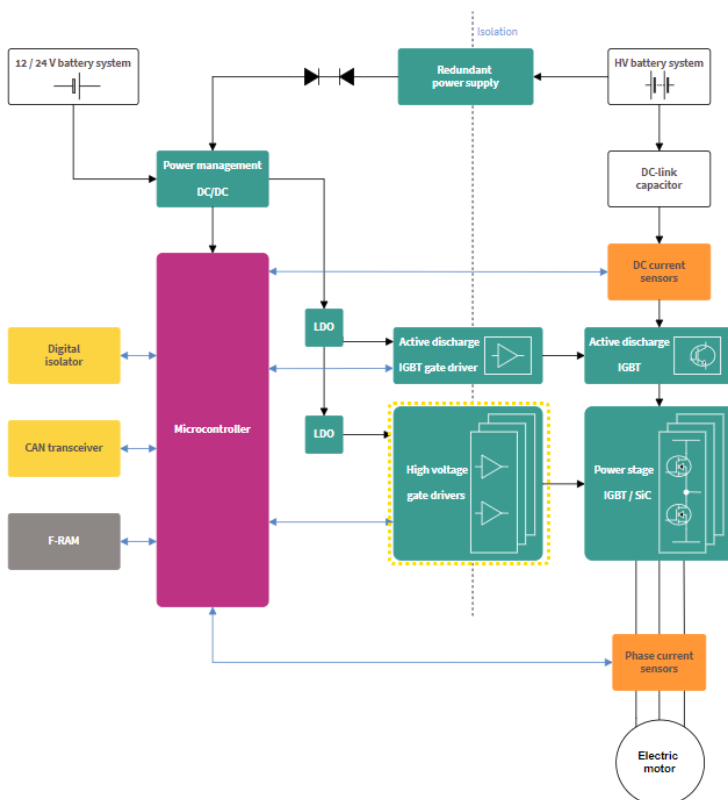 Isolation
12 / 24 V battery system
Redundant
power supply
HV battery system
Power management
DC/DC
DC-link
capacitor
DC current
sensors
LDO
Digital
isolator
Active discharge
IGBT gate driver
Active discharge
IGBT
Microcontroller
LDO
CAN transceiver
High voltage
gate drivers
Power stage
IGBT / SiC
F-RAM
Phase current
sensors
Electric
motor